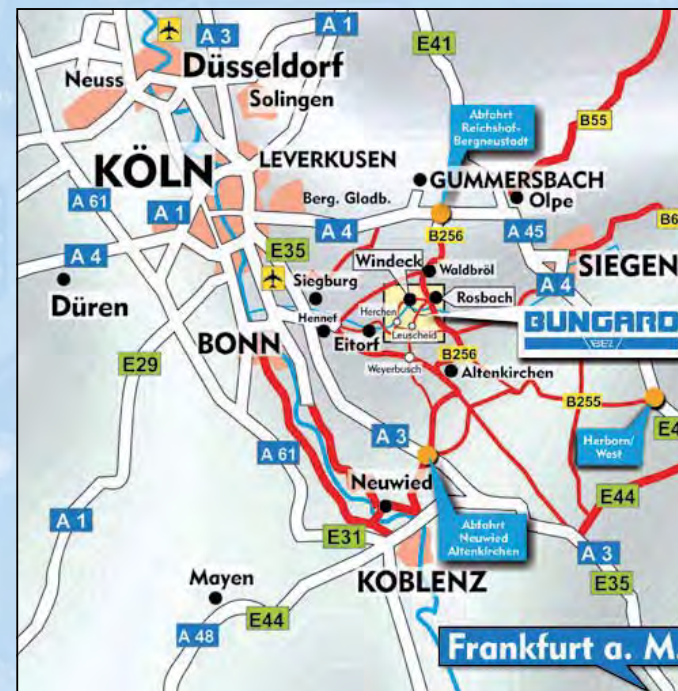 A 1
A 3
E41
Neuss
Düsseldorf
Solingen
Abfahrt
Reichshof-
Bergneustadt
B55
KÖLN
LEVERKUSEN
GUMMERSBACH
Olpe
A 61
A 1
Berg. Gladb.
A 4
B256
A 45
A 4
E35
Windeck
Waldbröl
A 4
SIEGEN
Düren
Siegburg
Rosbach
Herchen
Hennef
Eitorf
Leuscheid
BUNGARD
BEZ
BONN
Weyerbusch
B256
Altenkirchen
E29
B255
A 3
Herborn/
West
A 61
Neuwied
E44
A 1
E31
Abfahrt
Neuwied
Altenkirchen
A 3
Mayen
KOBLENZ
E35
E44
A 48
Frankfurt a. M.